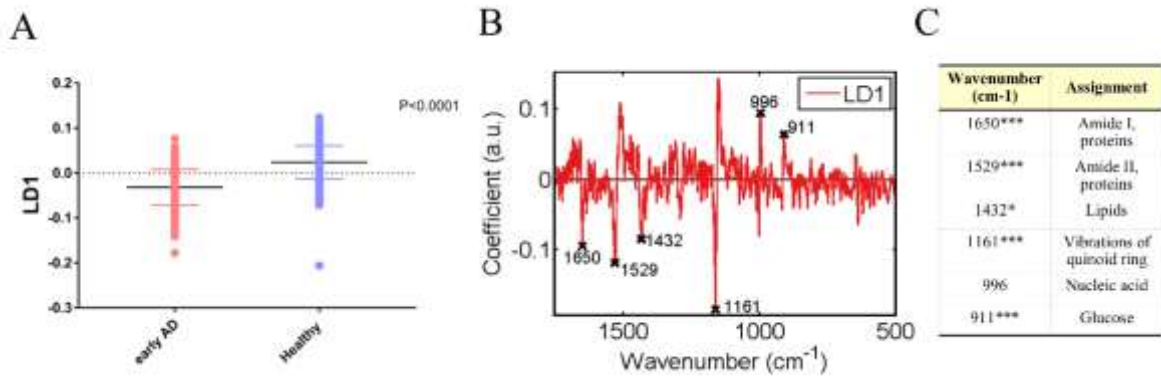 A
B
C
0.2
0.1
0.0
-0.1
-0.2
-0.3
LD1
P<0.0001
early AD
Healthy
Coefficient (a.u.)
0.1
0
-0.1
LD1
996
911
1650
1529
1432
1161
1500
1000
500
Wavenumber (cm-1)
Wavenumber
(cm-1)
Assignment
1650***
Amide I,
proteins
1529***
Amide II,
proteins
1432*
Lipids
1161***
Vibrations of
quinoid ring
996
Nucleic acid
911***
Glucose